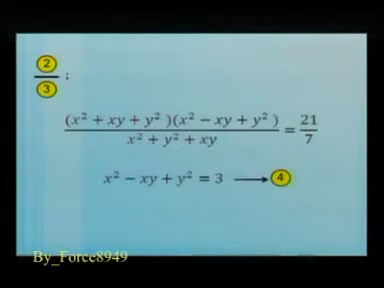 2
3 :
(x² + xy + y² )(x² − xy + y² )
x² + y² + xy
= 21
7
x² − xy + y² = 3 ⟶ 4
By_Force8949